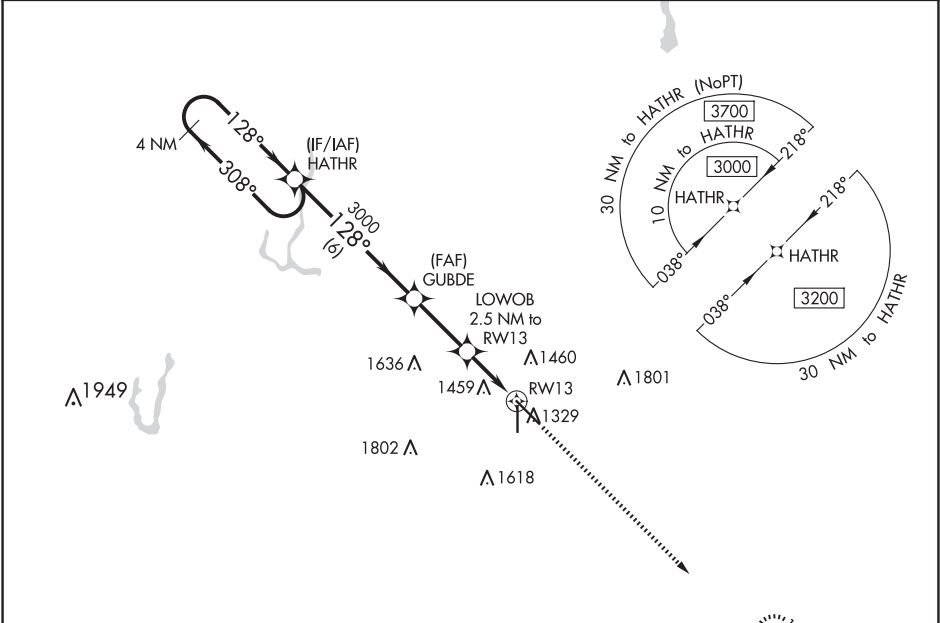 30 NM to HATHR (NoPT)
3700
10 NM to HATHR
3000
218°
HATHR
038°
218°
HATHR
038°
3200
30 NM to HATHR
4 NM
128°
308°
(IF/IAF)
HATHR
3000
128°
(6)
(FAF)
GUBDE
LOWOB
2.5 NM to
RW13
1636
1460
1459
RW13
1801
1949
1329
1802
1618